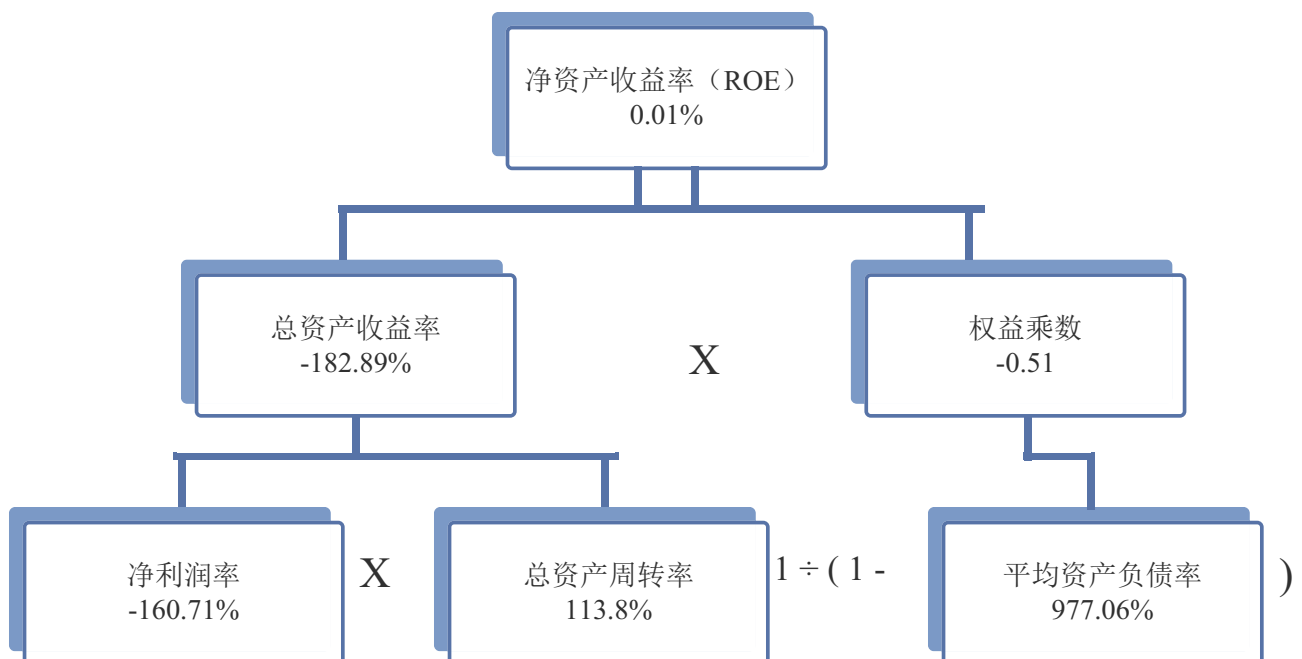 净资产收益率（ROE）
0.01%
总资产收益率
-182.89%
X
权益乘数
-0.51
净利润率
-160.71%
X
总资产周转率
113.8%
1 ÷ ( 1 -
平均资产负债率
977.06%
)